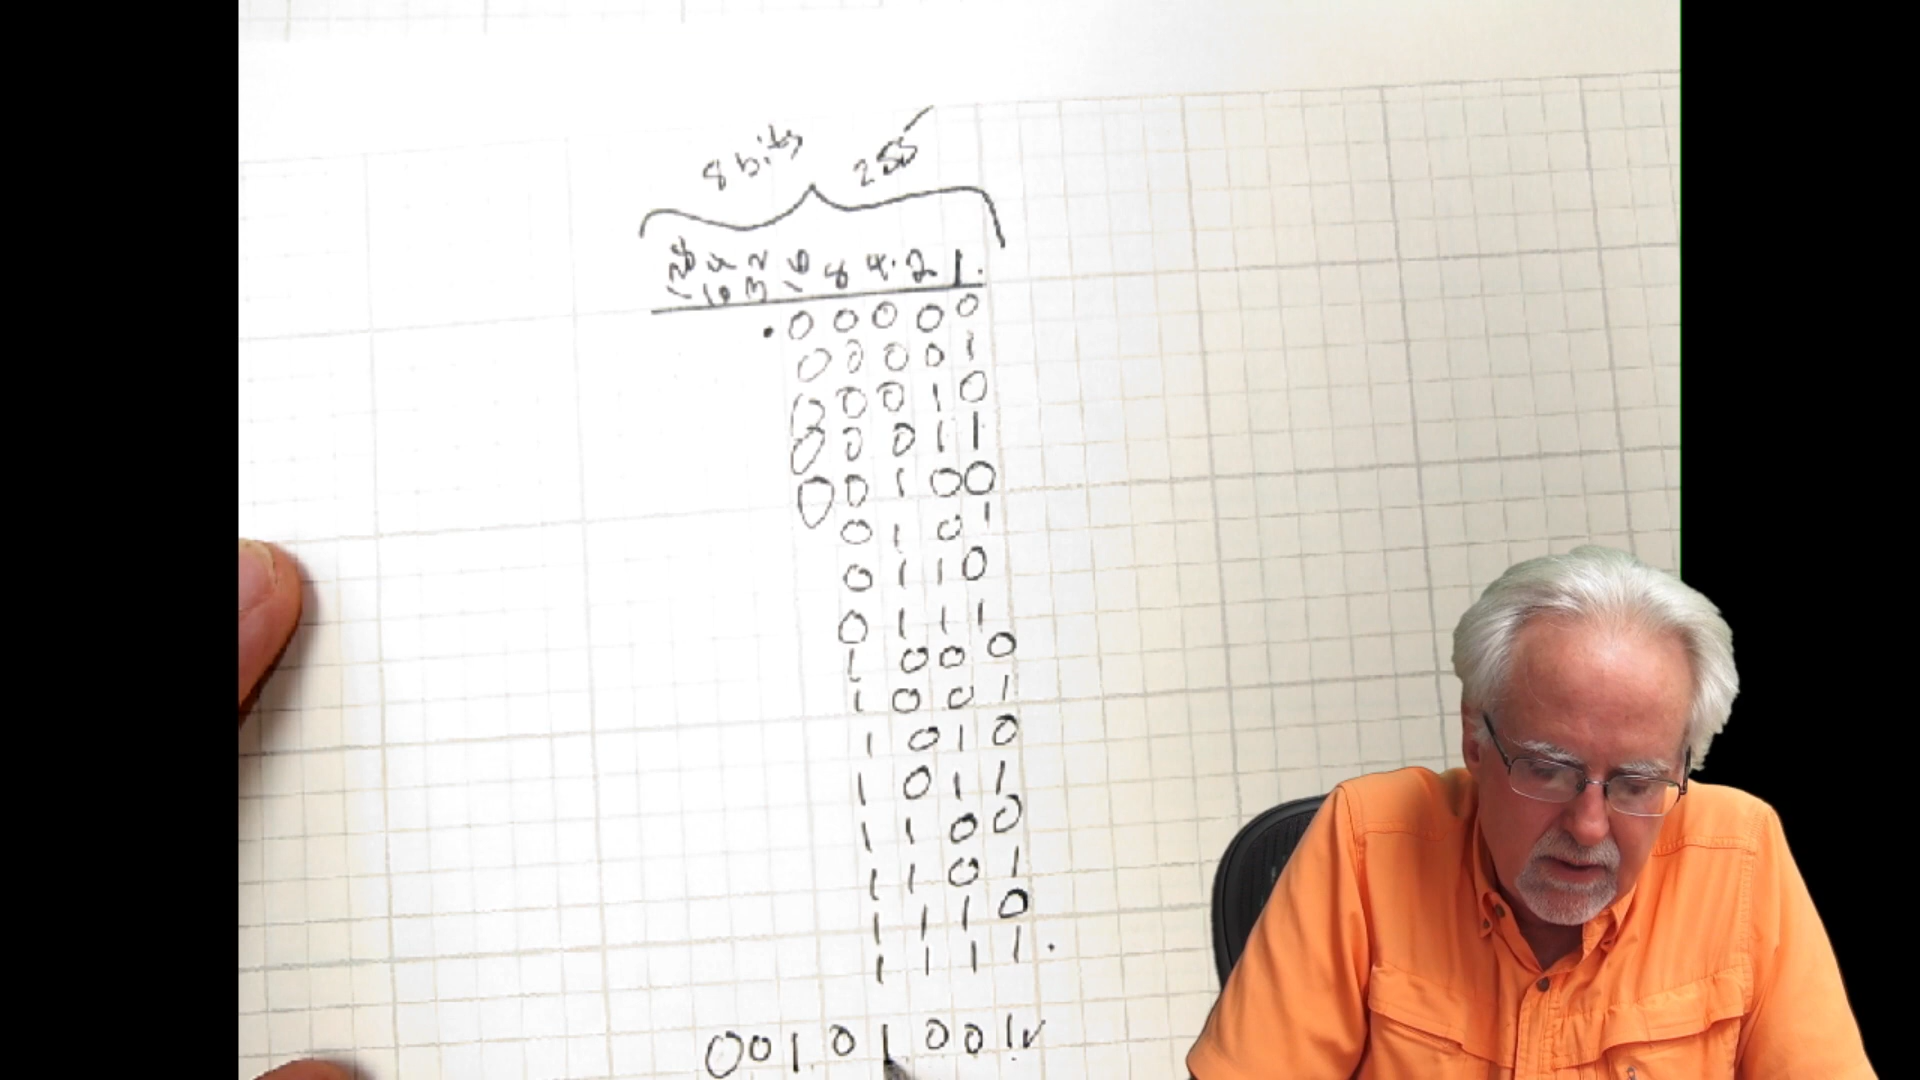 8 bits 255
128 64 32 16 8 4 2 1
0 0 0 0 0
0 0 0 0 1
0 0 0 1 0
0 0 0 1 1
0 0 1 0 0
0 1 0 1
0 1 1 0
0 1 1 1
1 0 0 0
1 0 0 1
1 0 1 0
1 0 1 1
1 1 0 0
1 1 0 1
1 1 1 0
1 1 1 1
0 0 1 0 1 0 0 1